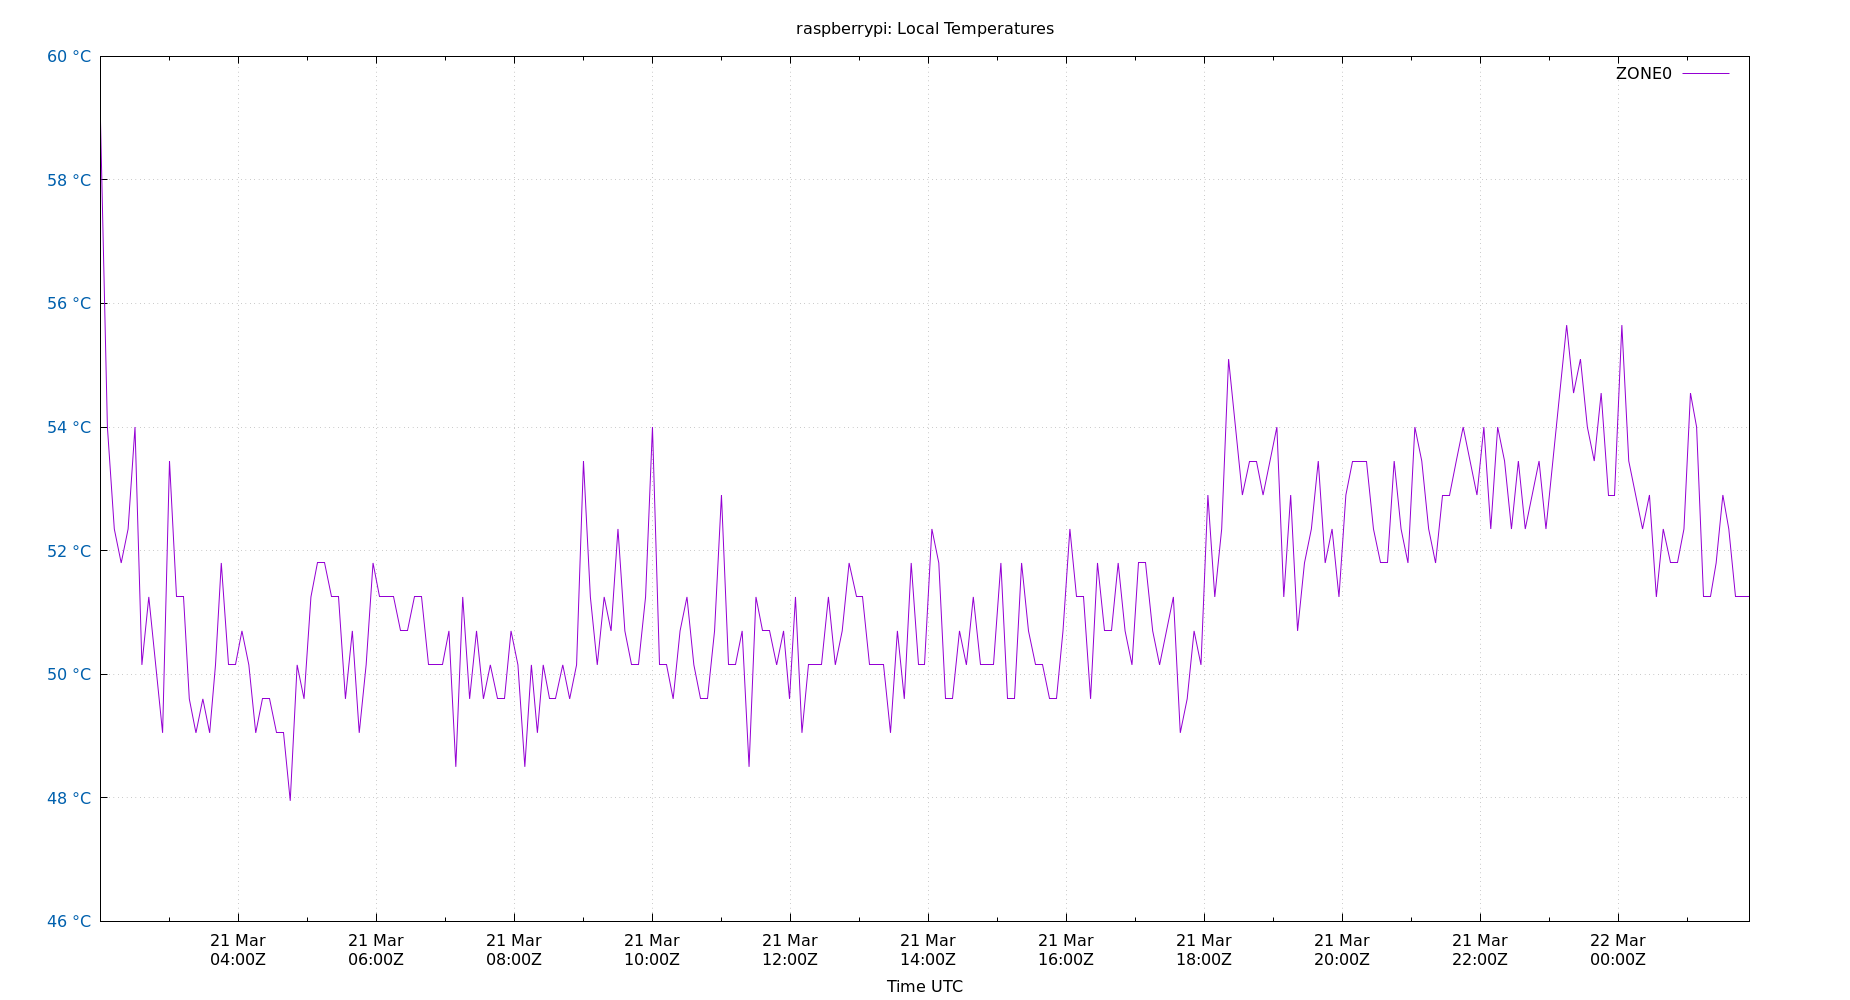 raspberrypi: Local Temperatures
60 °C
ZONE0
58 °C
56 °C
54 °C
52 °C
50 °C
48 °C
46 °C
21 Mar 21 Mar 21 Mar 21 Mar 21 Mar 21 Mar 21 Mar 21 Mar 21 Mar 21 Mar 22 Mar
04:00Z 06:00Z 08:00Z 10:00Z 12:00Z 14:00Z 16:00Z 18:00Z 20:00Z 22:00Z 00:00Z
Time UTC